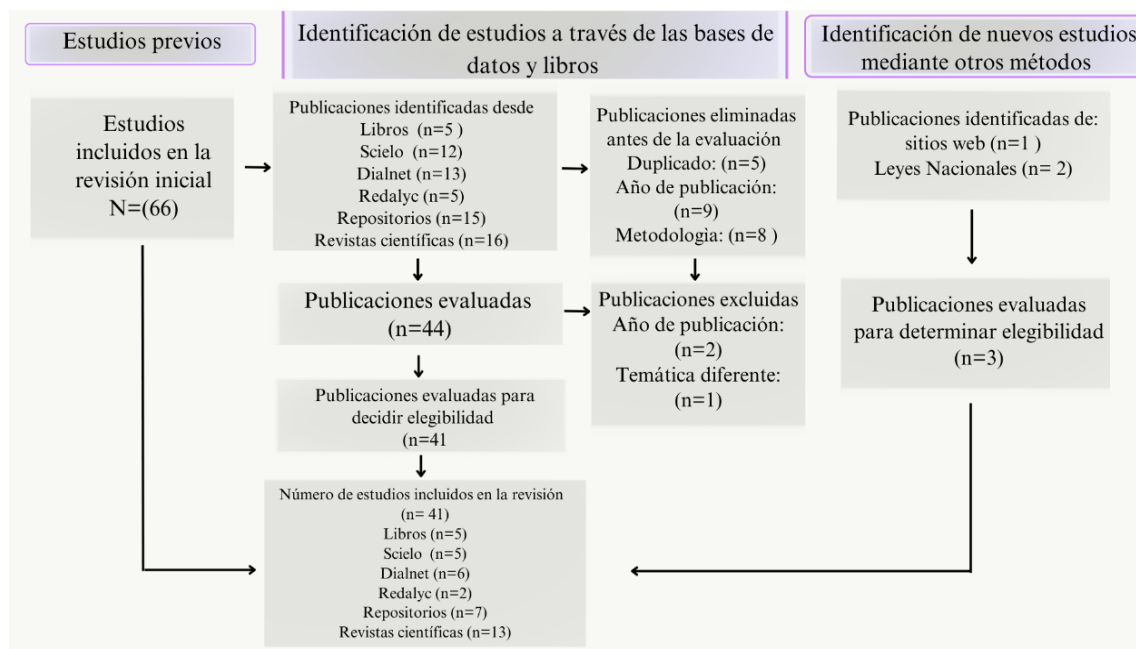 Estudios previos
Identificación de estudios a través de las bases de
datos y libros
Identificación de nuevos estudios
mediante otros métodos
Estudios
incluidos en la
revisión inicial
N=(66)
Publicaciones identificadas desde
Libros (n=5 )
Scielo (n=12)
Dialnet (n=13)
Redalyc (n=5)
Repositorios (n=15)
Revistas científicas (n=16)
Publicaciones eliminadas
antes de la evaluación
Duplicado: (n=5)
Año de publicación:
(n=9)
Metodologia: (n=8 )
Publicaciones identificadas de:
sitios web (n=1 )
Leyes Nacionales (n= 2)
Publicaciones evaluadas
(n=44)
Publicaciones excluidas
Año de publicación:
(n=2)
Temática diferente:
(n=1)
Publicaciones evaluadas
para determinar elegibilidad
(n=3)
Publicaciones evaluadas para
decidir elegibilidad
(n=41
Número de estudios incluidos en la revisión
(n= 41)
Libros (n=5)
Scielo (n=5)
Dialnet (n=6)
Redalyc (n=2)
Repositorios (n=7)
Revistas científicas (n=13)